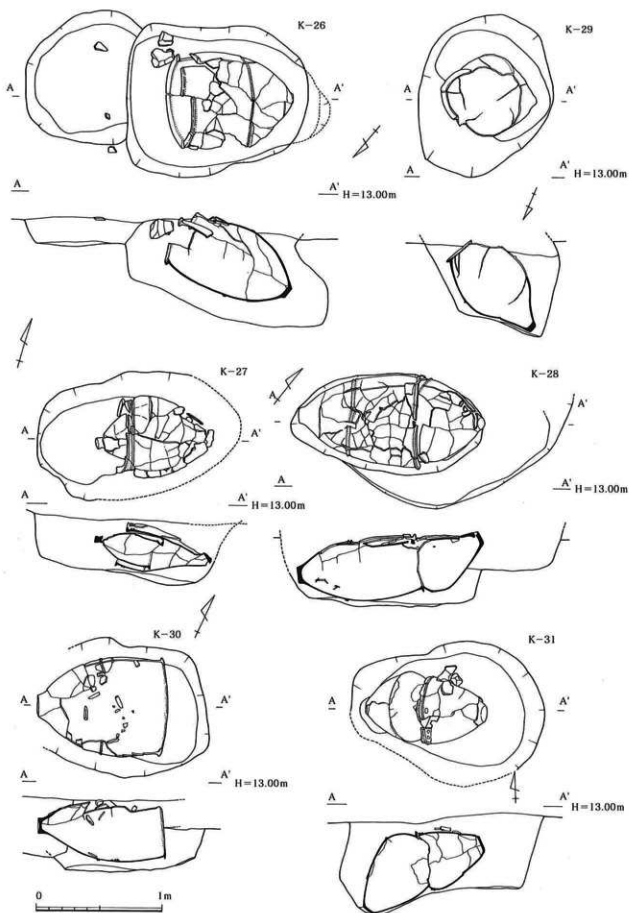 K-26
A A'
A A'
H=13.00m
K-29
A A'
A A'
H=13.00m
K-27
A A'
A A'
H=13.00m
K-28
A A'
A A'
H=13.00m
K-30
A A'
A A'
H=13.00m
K-31
A A'
A A'
H=13.00m
0 1m